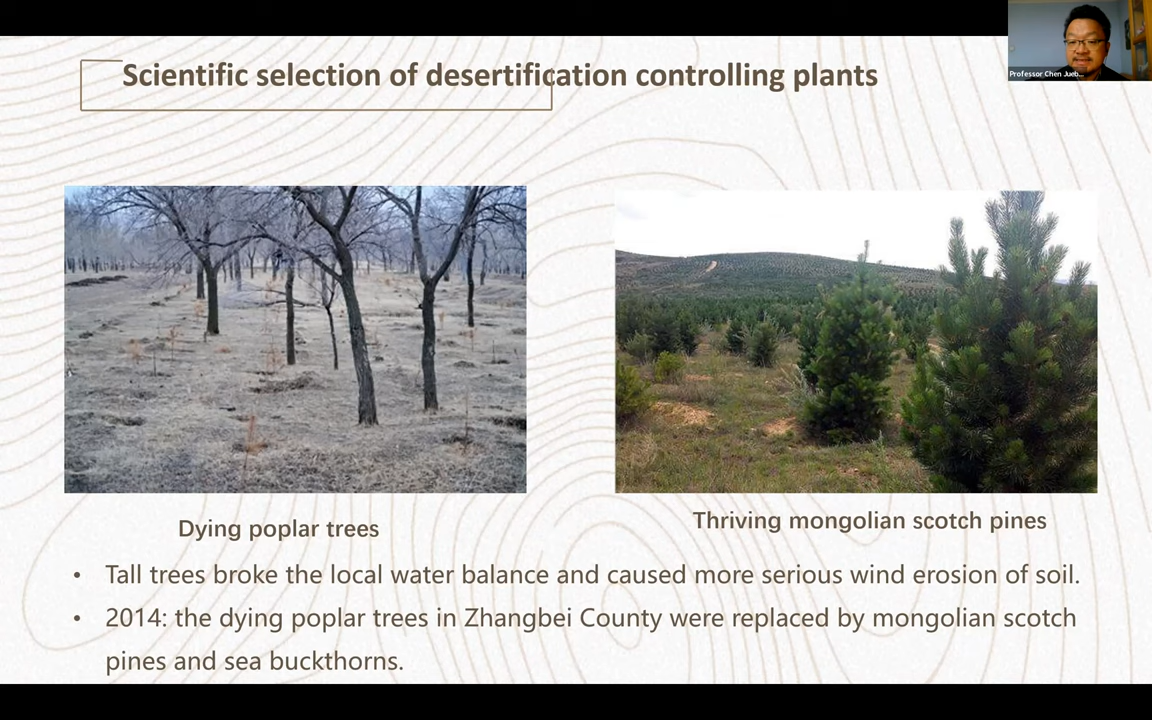 Professor Chen Jueb...
Scientific selection of desertification controlling plants
Dying poplar trees
Thriving mongolian scotch pines
• Tall trees broke the local water balance and caused more serious wind erosion of soil.
• 2014: the dying poplar trees in Zhangbei County were replaced by mongolian scotch
pines and sea buckthorns.